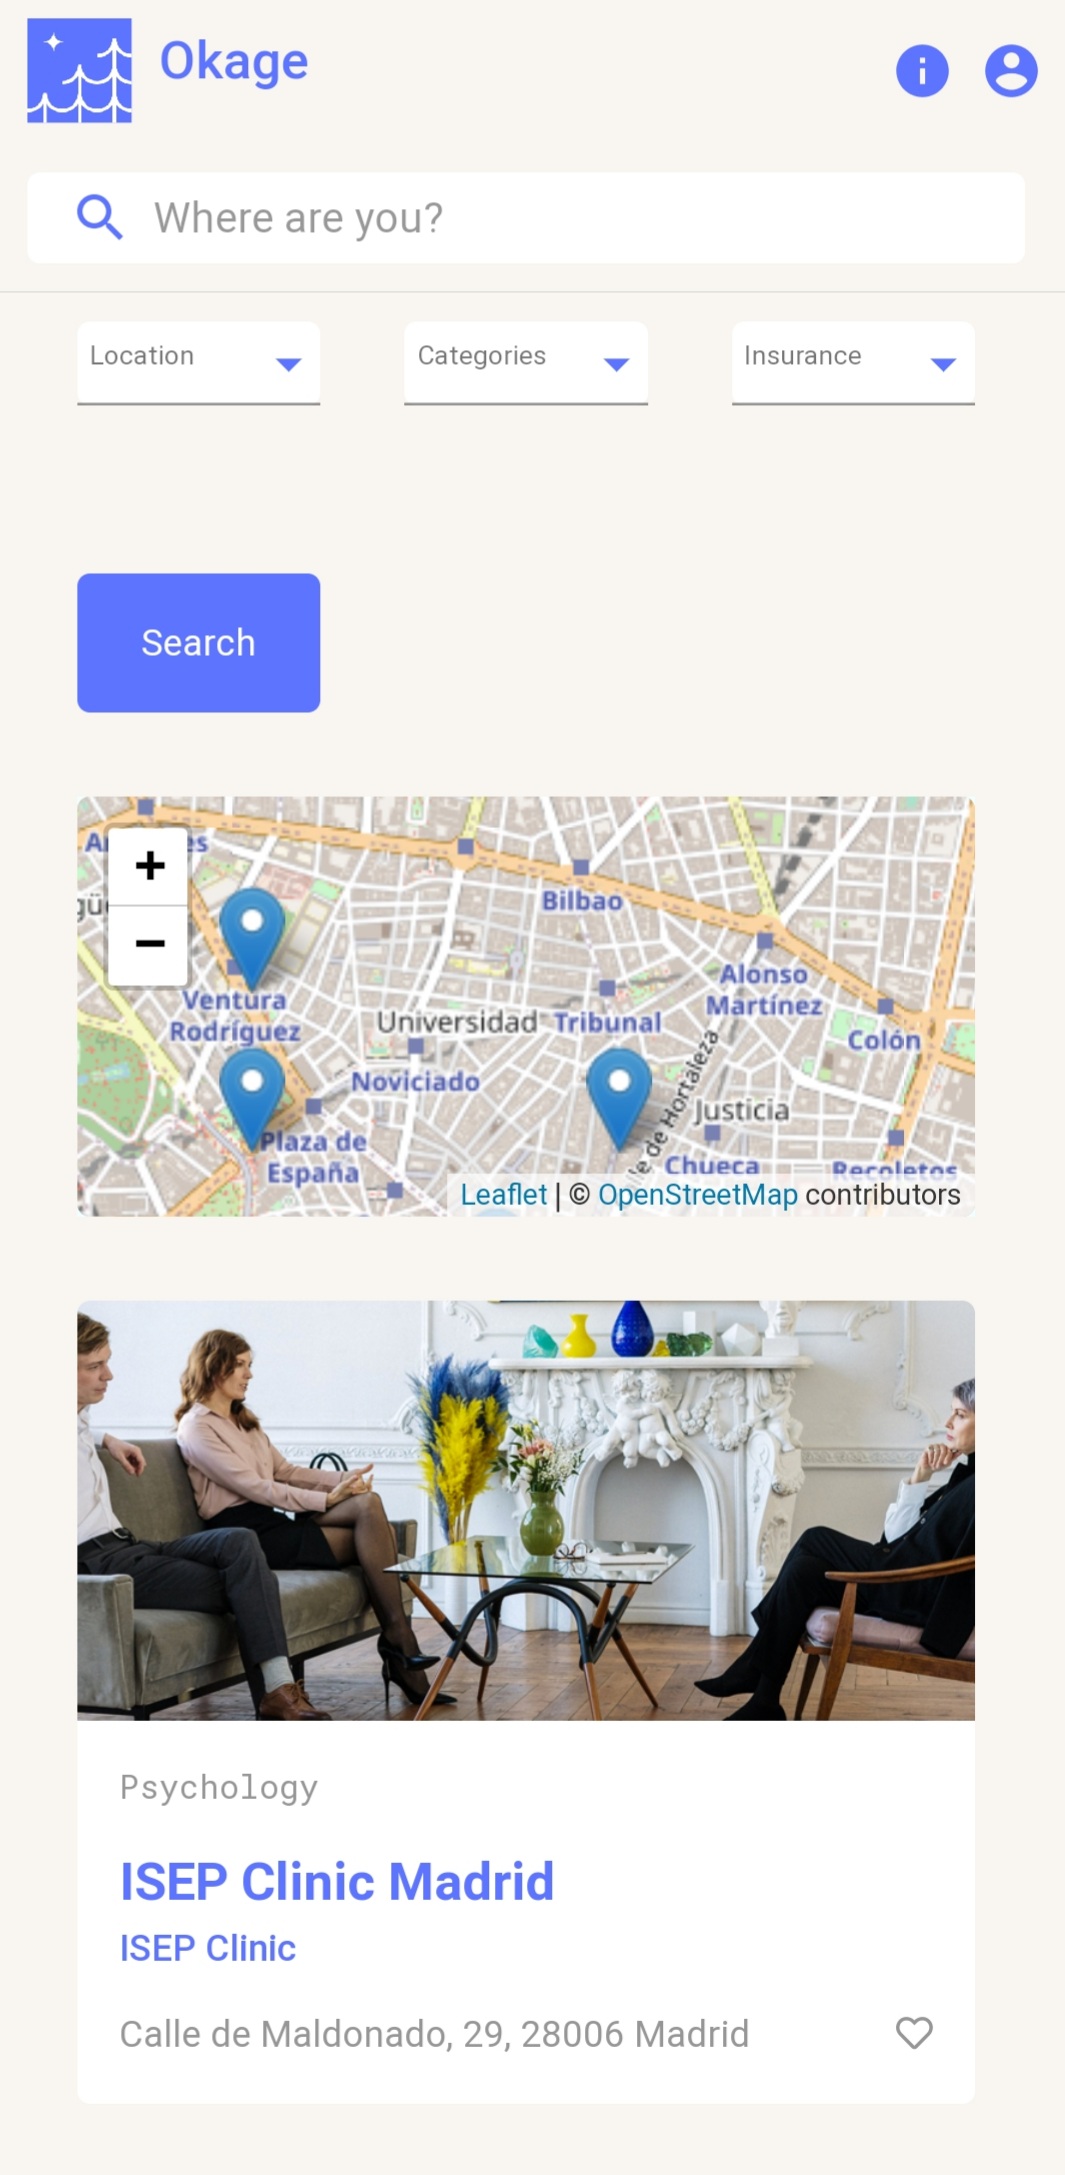 Okage
Where are you?
Location
Categories
Insurance
Search
+
−
Bilbao
Alonso
Martínez
Ventura
Rodríguez
Universidad
Tribunal
Colón
Noviciado
Justicia
Plaza de
España
Chueca
Recoletos
Leaflet | © OpenStreetMap contributors
Psychology
ISEP Clinic Madrid
ISEP Clinic
Calle de Maldonado, 29, 28006 Madrid